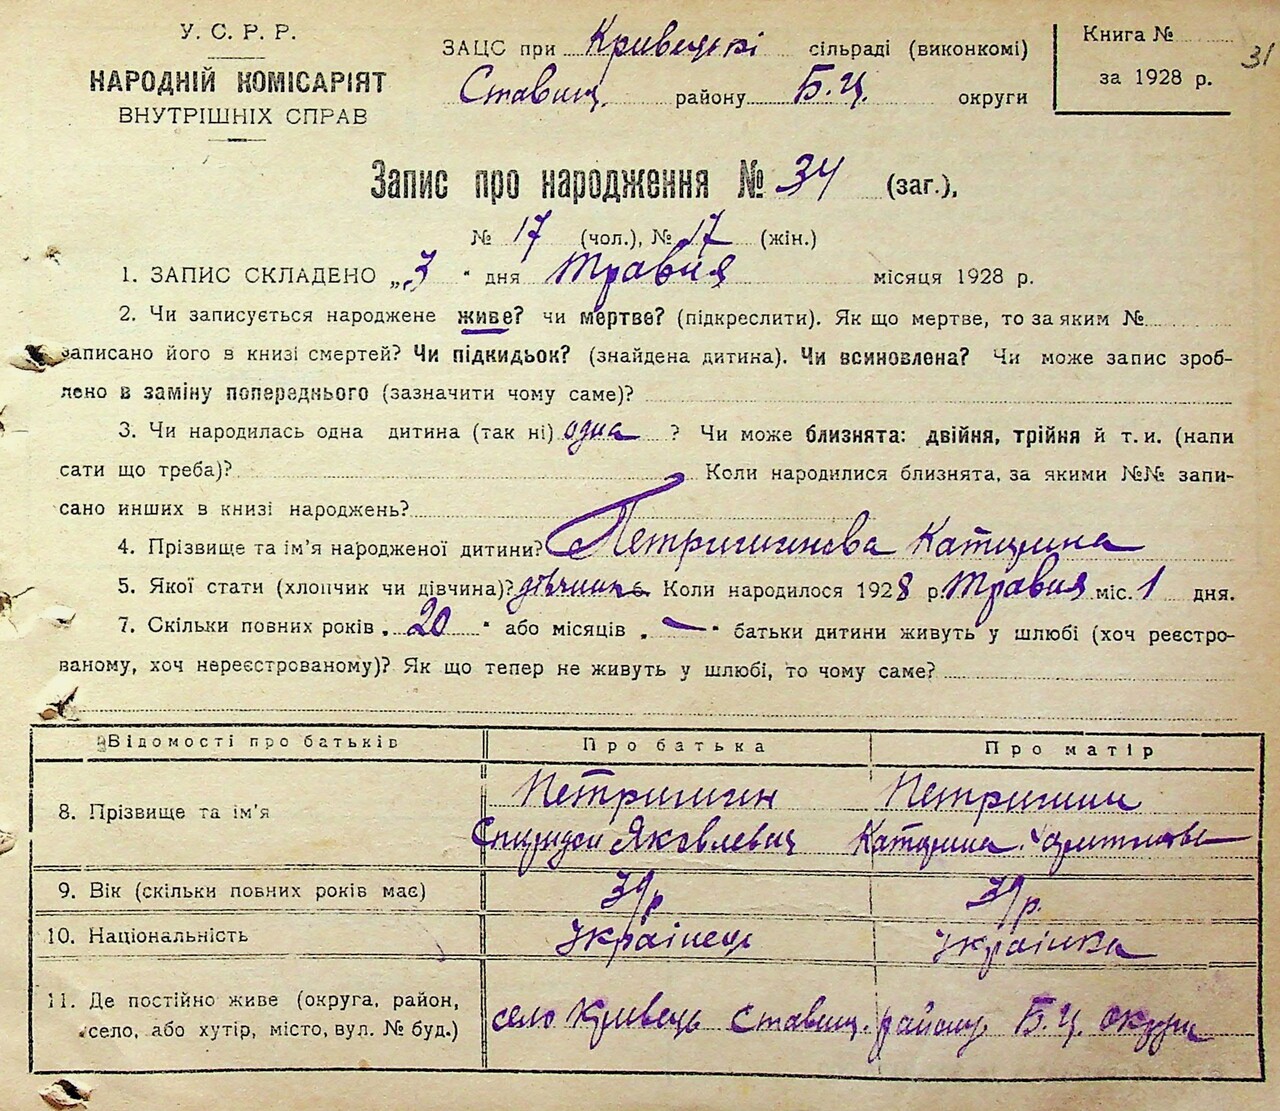 У. С. Р. Р.
НАРОДНІЙ КОМІСАРІЯТ
ВНУТРІШНІХ СПРАВ
ЗАЦС при Кривецькі сільраді (виконкомі)
Ставищ. району Б.Ц. округи
Книга №
за 1928 р.
31
Запис про народження № 34 (заг.),
№ 17 (чол.), № 17 (жін.)
1. ЗАПИС СКЛАДЕНО „3" дня травня місяця 1928 р.
2. Чи записується народжене живе? чи мертве? (підкреслити). Як що мертве, то за яким №
записано його в книзі смертей? Чи підкидьок? (знайдена дитина). Чи всиновлена? Чи може запис зроб-
лено в заміну попереднього (зазначити чому саме)?
3. Чи народилась одна дитина (так ні) одна ? Чи може близнята: двійня, трійня й т. и. (напи
сати що треба)? Коли народилися близнята, за якими №№ запи-
сано инших в книзі народжень?
4. Прізвище та ім'я народженої дитини? Катерина
5. Якої стати (хлопчик чи дівчина)? 6. Коли народилося 1928 р. травня міс. 1 дня.
7. Скільки повних років „20" або місяців „—" батьки дитини живуть у шлюбі (хоч реєстро-
ваному, хоч нереєстрованому)? Як що тепер не живуть у шлюбі, то чому саме?
Відомості про батьків Про батька Про матір
8. Прізвище та ім'я
Яковлевич Катерина
9. Вік (скільки повних років має) 39 р 39 р.
10. Національність українець українка
11. Де постійно живе (округа, район,
село, або хутір, місто, вул. № буд.) село Кривець Ставищ. району Б.Ц. округи